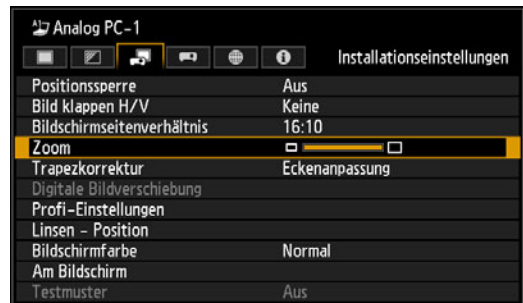 Analog PC-1
Installationseinstellungen
Positionssperre Aus
Bild klappen H/V Keine
Bildschirmseitenverhältnis 16:10
Zoom
Trapezkorrektur Eckenanpassung
Digitale Bildverschiebung
Profi-Einstellungen
Linsen - Position
Bildschirmfarbe Normal
Am Bildschirm
Testmuster Aus